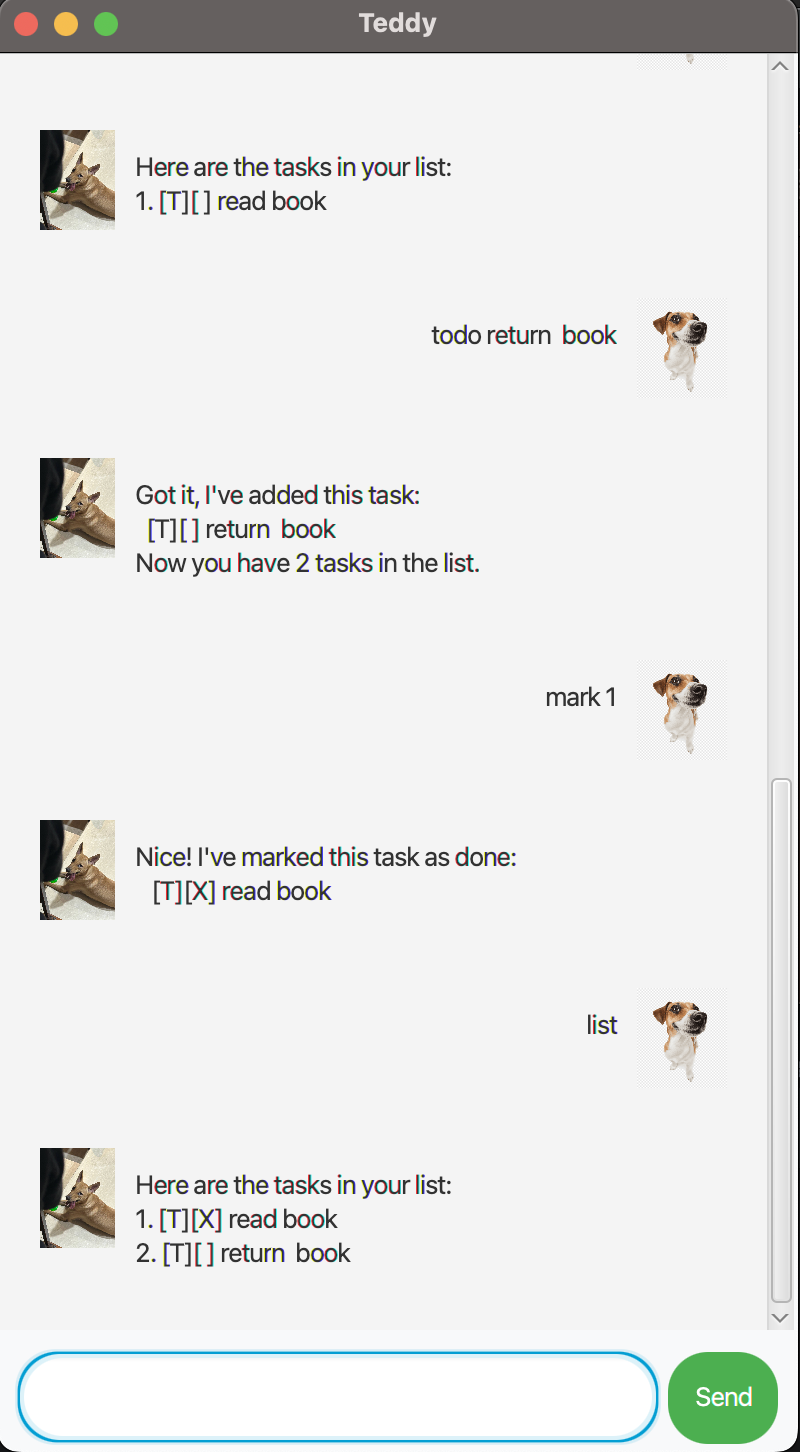 Teddy
Here are the tasks in your list:
1. [T][ ] read book
todo return  book
Got it, I've added this task:
  [T][ ] return  book
Now you have 2 tasks in the list.
mark 1
Nice! I've marked this task as done:
   [T][X] read book
list
Here are the tasks in your list:
1. [T][X] read book
2. [T][ ] return  book
Send